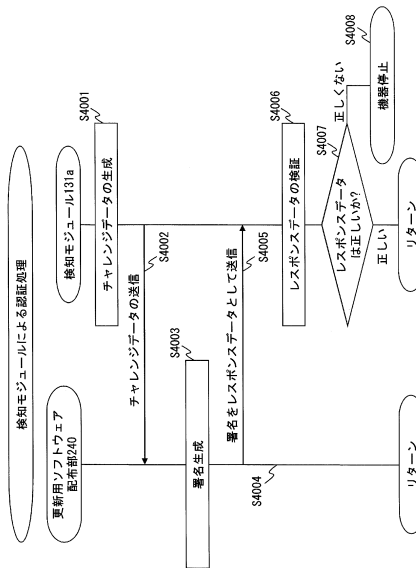 検知モジュールによる認証処理
更新用ソフトウェア
配布部240
検知モジュール131a
チャレンジデータの生成
S4001
チャレンジデータの送信
S4002
署名生成
S4003
署名をレスポンスデータとして送信
S4004
S4005
レスポンスデータの検証
S4006
レスポンスデータ
は正しいか?
S4007
正しくない
機器停止
S4008
正しい
リターン
リターン